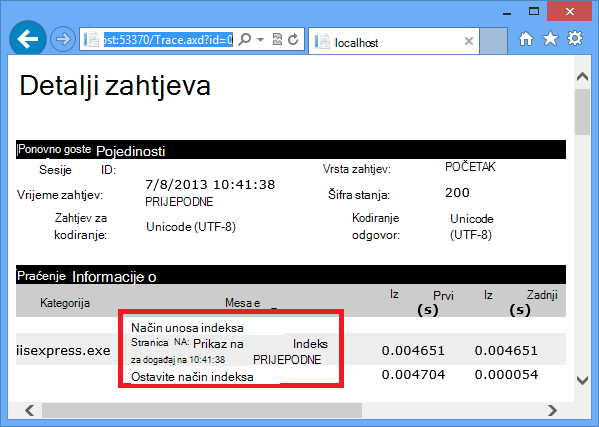 ost:53370/Trace.axd?id=0
localhost
Detalji zahtjeva
Ponovno goste Pojedinosti
Sesije ID: Vrsta zahtjev: POČETAK
Vrijeme zahtjev: 7/8/2013 10:41:38 PRIJEPODNE Šifra stanja: 200
Zahtjev za kodiranje: Unicode (UTF-8) Kodiranje odgovor: Unicode (UTF-8)
Praćenje Informacije o
Kategorija Mesa e Iz Prvi (s) Iz Zadnji (s)
Način unosa indeksa
iisexpress.exe Stranica NA: Prikaz na Indeks 0.004651 0.004651
za događaj na 10:41:38 PRIJEPODNE
Ostavite način indeksa 0.004704 0.000054